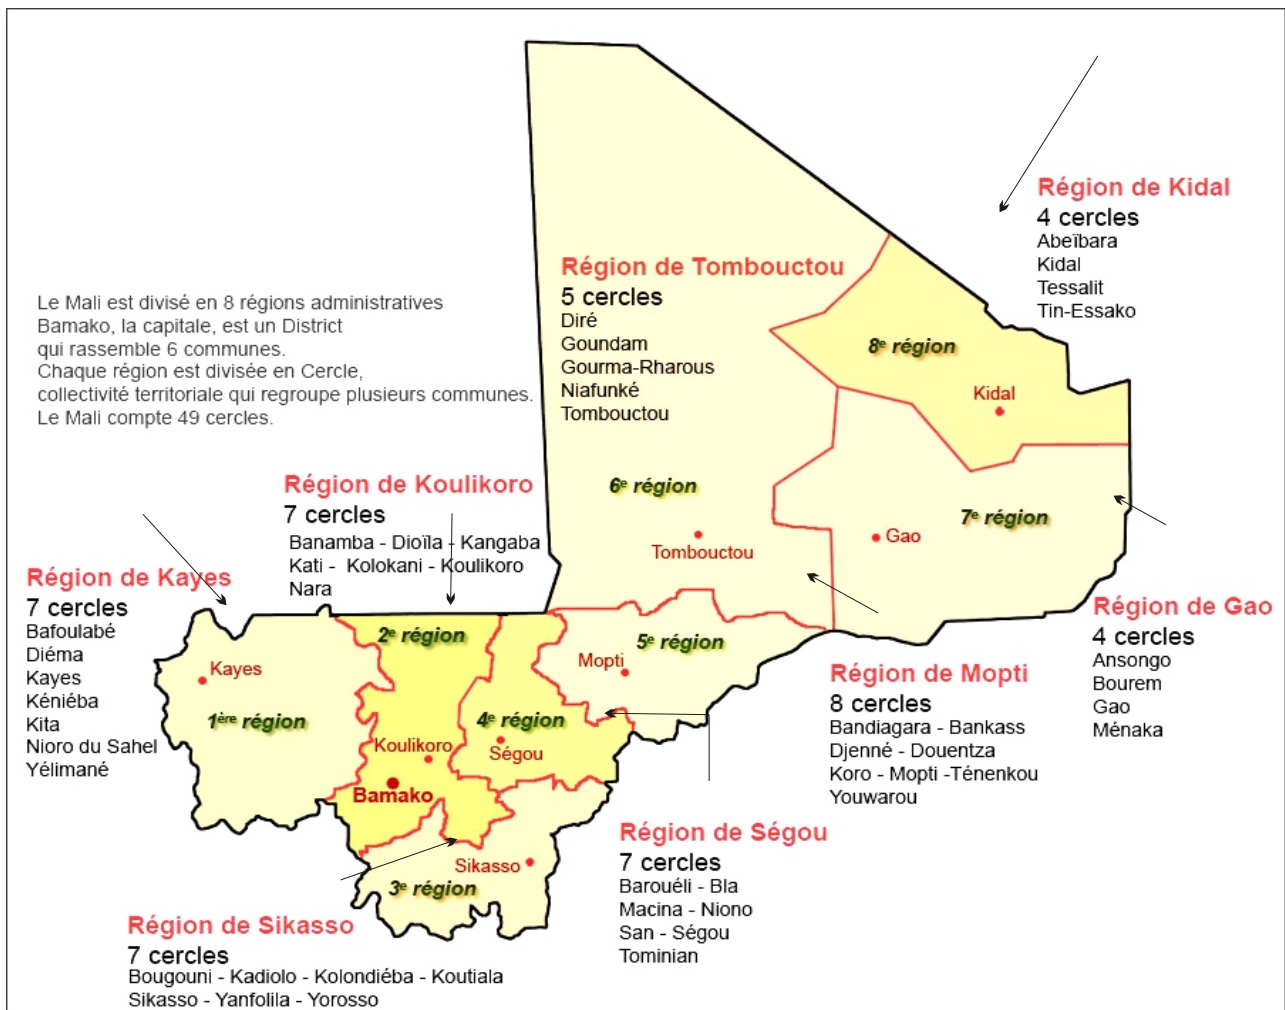 Région de Kidal
4 cercles
Abeïbara
Kidal
Tessalit
Tin-Essako
Région de Tombouctou
5 cercles
Diré
Goundam
Gourma-Rharous
Niafunké
Tombouctou
Le Mali est divisé en 8 régions administratives
Bamako, la capitale, est un District
qui rassemble 6 communes.
Chaque région est divisée en Cercle,
collectivité territoriale qui regroupe plusieurs communes.
Le Mali compte 49 cercles.
8e région
Kidal
Région de Koulikoro
7 cercles
Banamba - Dioïla - Kangaba
Kati - Kolokani - Koulikoro
Nara
6e région
Tombouctou
7e région
Gao
Région de Kayes
7 cercles
Bafoulabé
Diéma
Kayes
Kéniéba
Kita
Nioro du Sahel
Yélimané
Kayes
1ère région
2e région
Koulikoro
Bamako
4e région
Ségou
5e région
Mopti
Région de Gao
4 cercles
Ansongo
Bourem
Gao
Ménaka
Région de Mopti
8 cercles
Bandiagara - Bankass
Djenné - Douentza
Koro - Mopti -Ténenkou
Youwarou
Sikasso
3e région
Région de Ségou
7 cercles
Barouéli - Bla
Macina - Niono
San - Ségou
Tominian
Région de Sikasso
7 cercles
Bougouni - Kadiolo - Kolondiéba - Koutiala
Sikasso - Yanfolila - Yorosso